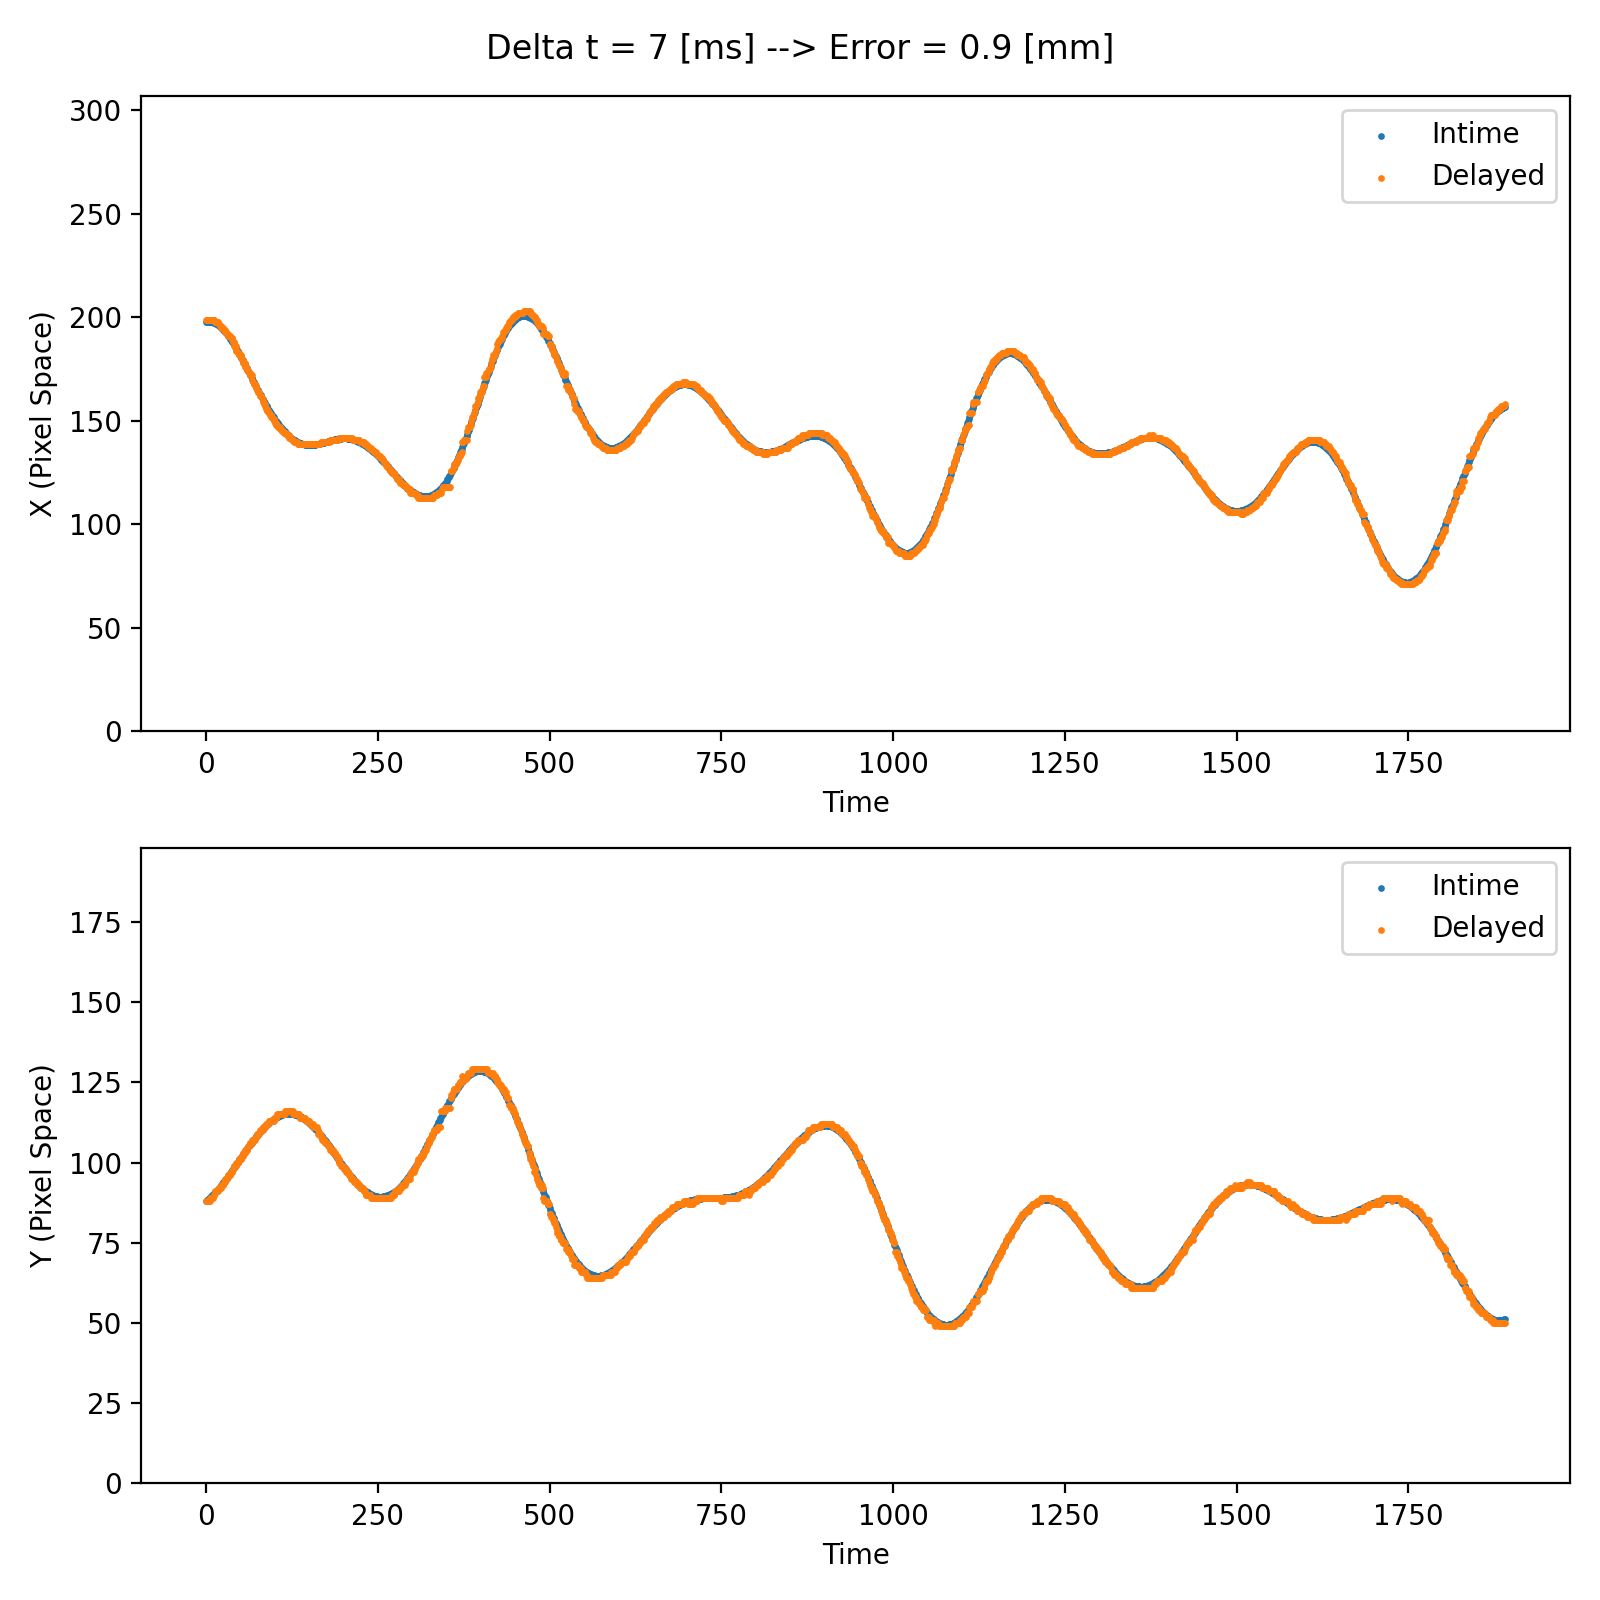 Delta t = 7 [ms] --> Error = 0.9 [mm]
300
250
200
150
100
50
0
X (Pixel Space)
Intime
Delayed
0 250 500 750 1000 1250 1500 1750
Time
175
150
125
100
75
50
25
0
Y (Pixel Space)
Intime
Delayed
0 250 500 750 1000 1250 1500 1750
Time